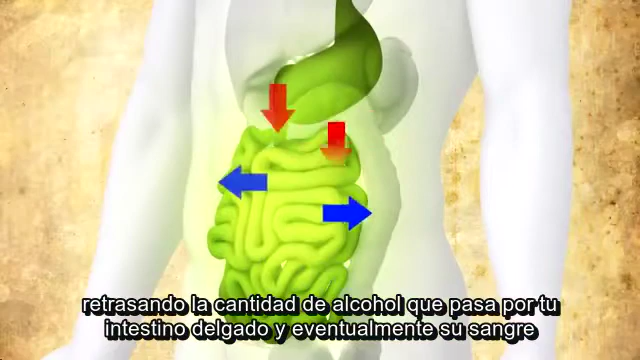 retrasando la cantidad de alcohol que pasa por tu
intestino delgado y eventualmente su sangre